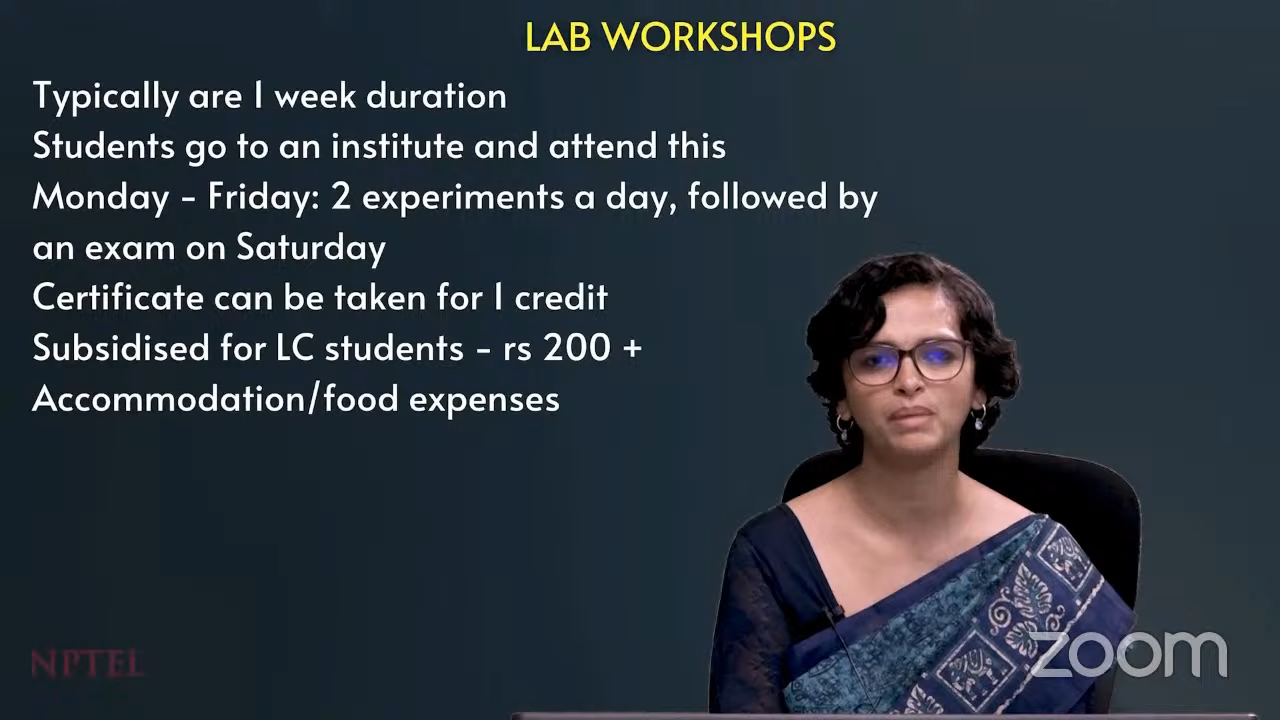 LAB WORKSHOPS
Typically are 1 week duration
Students go to an institute and attend this
Monday - Friday: 2 experiments a day, followed by
an exam on Saturday
Certificate can be taken for 1 credit
Subsidised for LC students - rs 200 +
Accommodation/food expenses
NPTEL
zoom